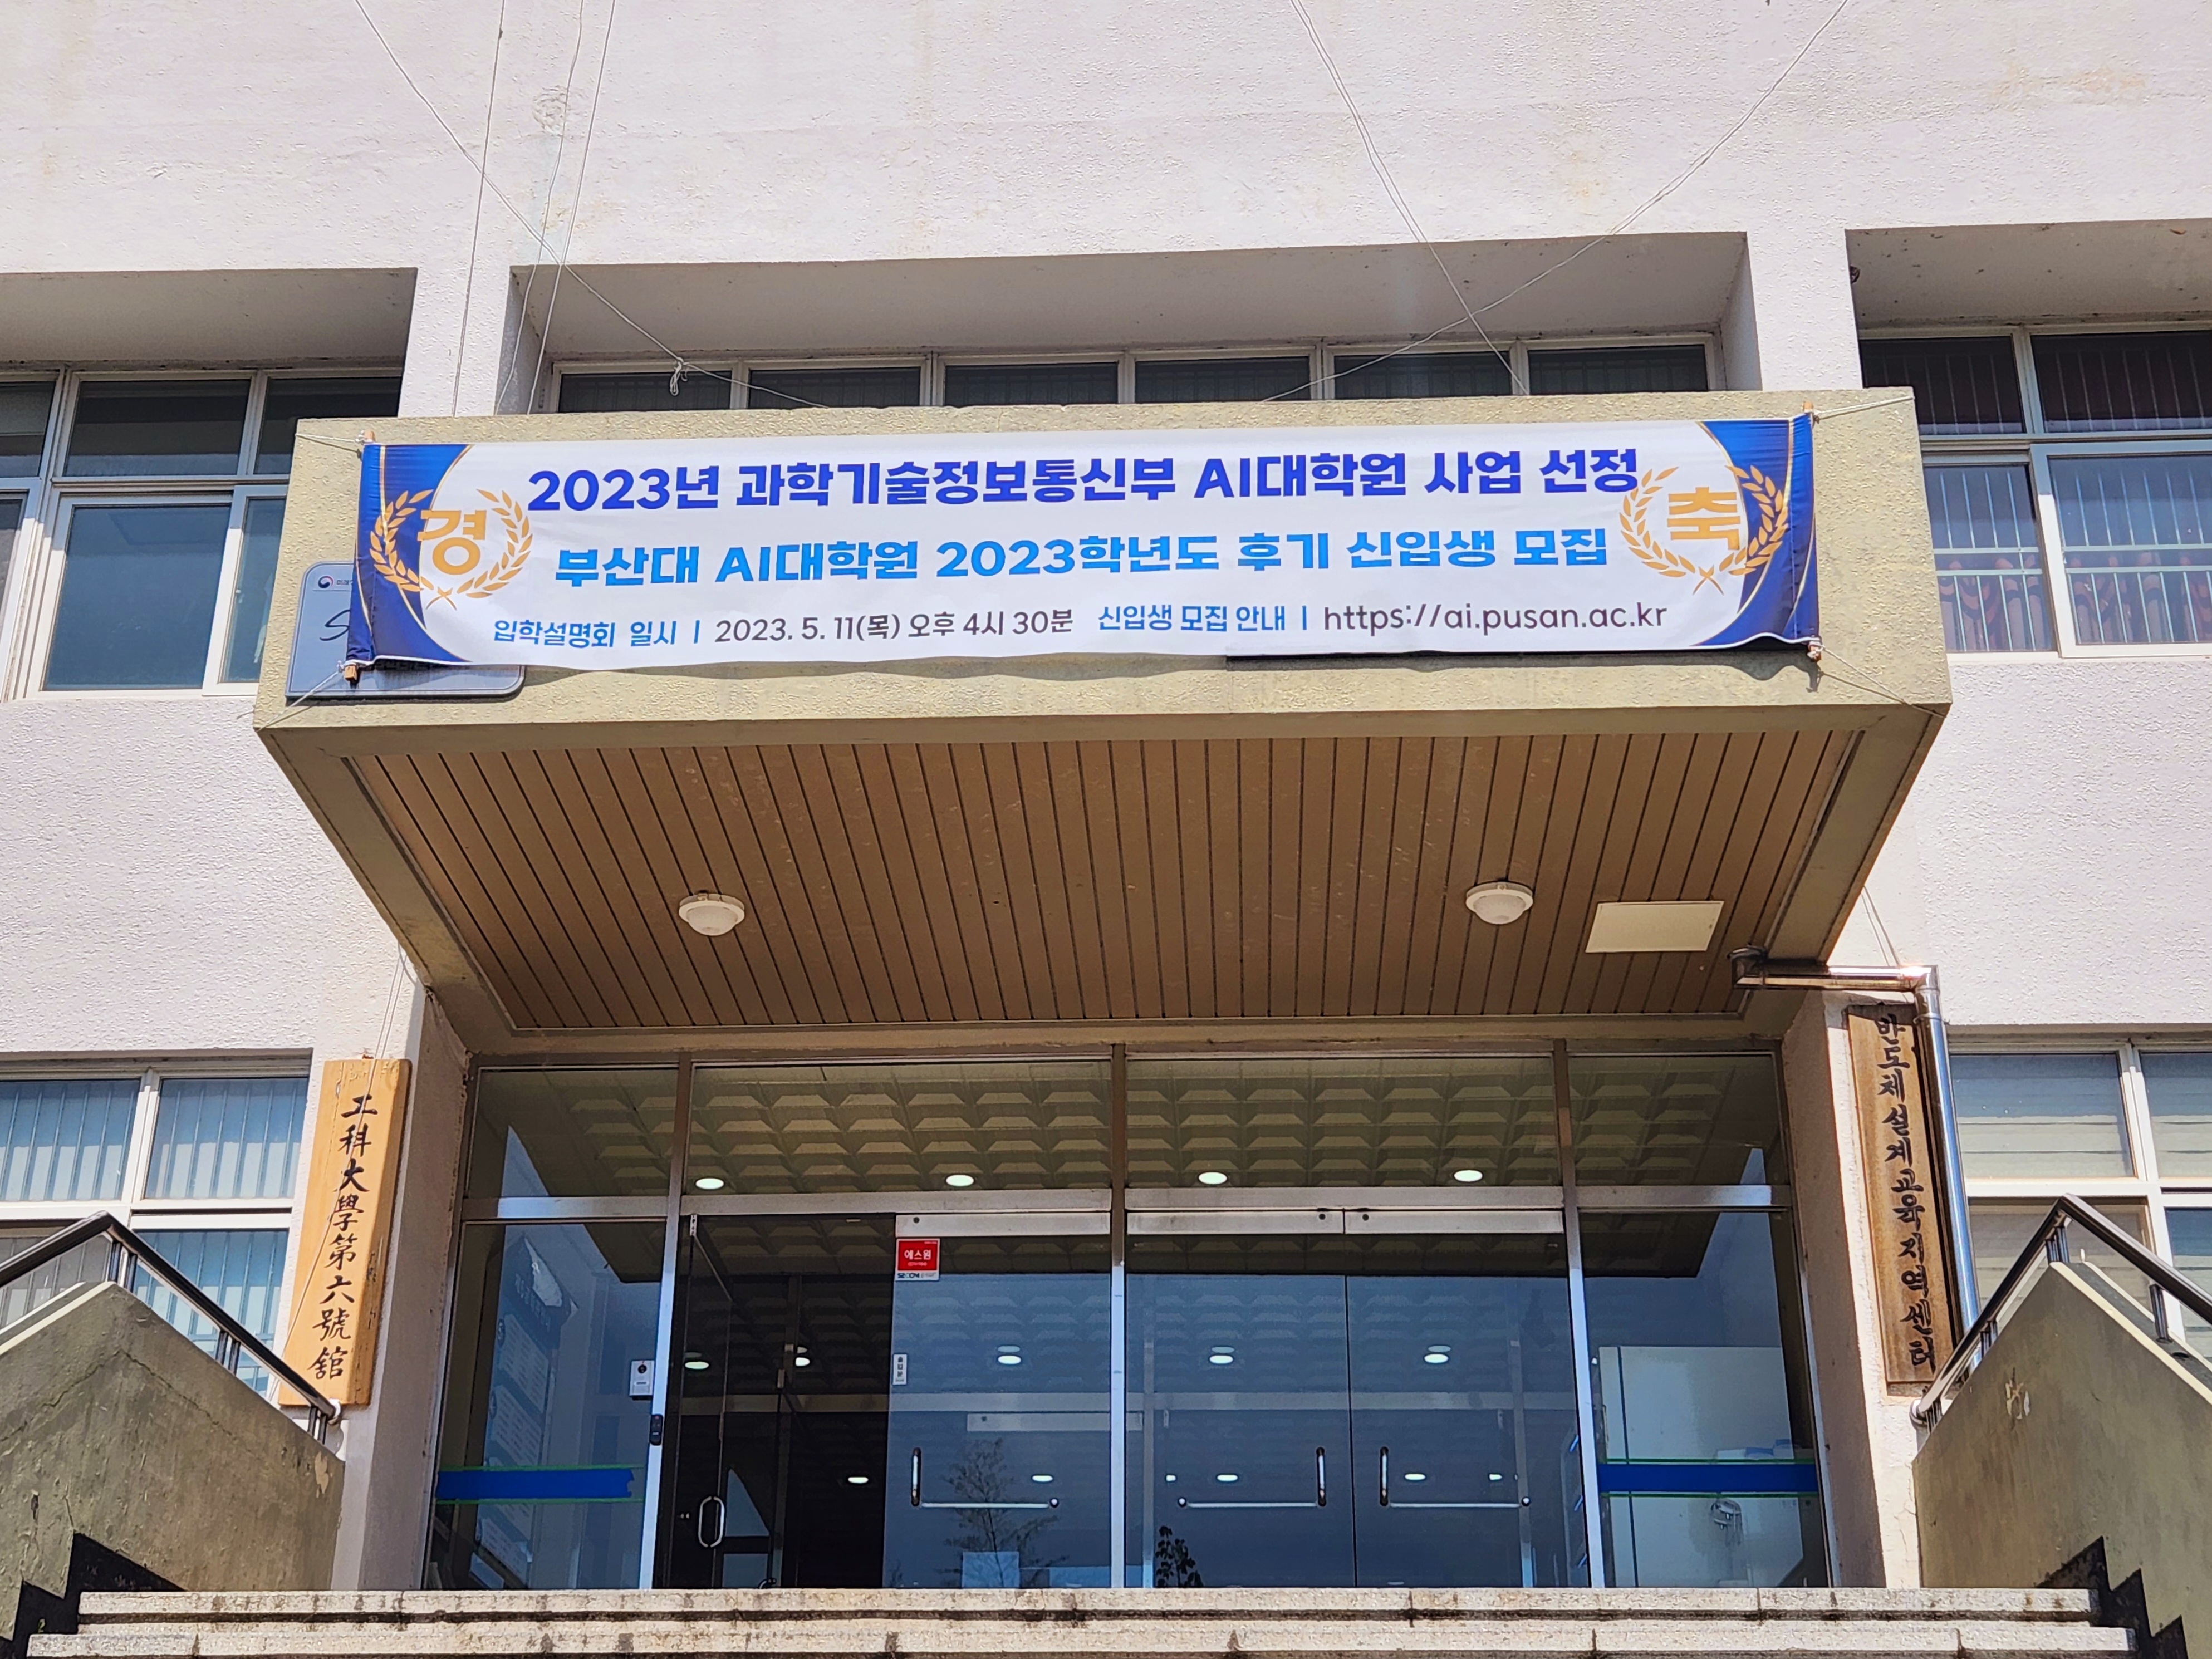 2023년 과학기술정보통신부 AI대학원 사업 선정
경
축
부산대 AI대학원 2023학년도 후기 신입생 모집
입학설명회 일시 | 2023. 5. 11(목) 오후 4시 30분 신입생 모집 안내 | https://ai.pusan.ac.kr
工科大學第六號館
반도체설계교육지역센터
에스원
SECOM
출입문